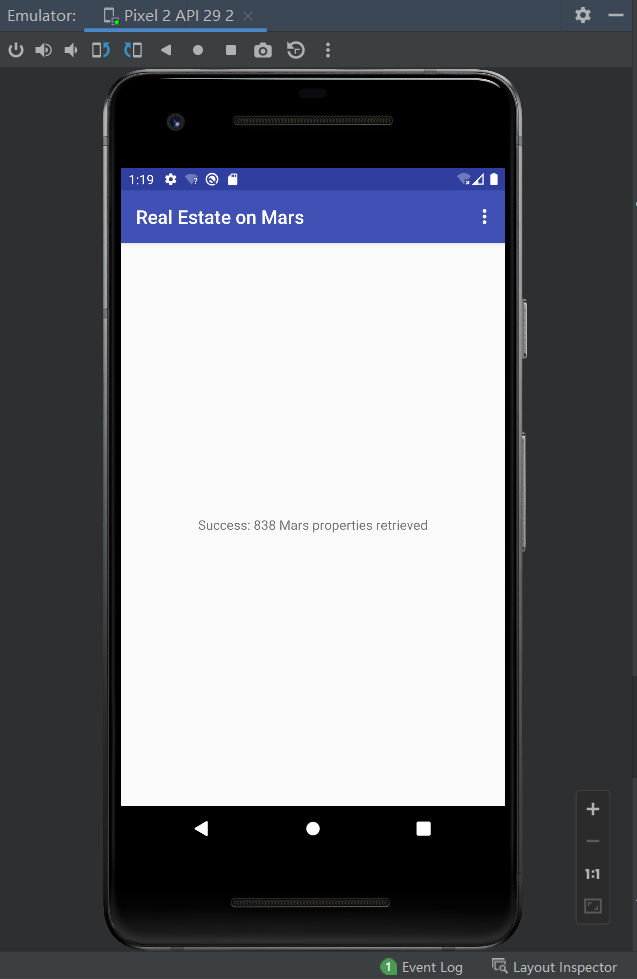 Emulator: Pixel 2 API 29 2
1:19
Real Estate on Mars
Success: 838 Mars properties retrieved
1:1
1 Event Log Layout Inspector